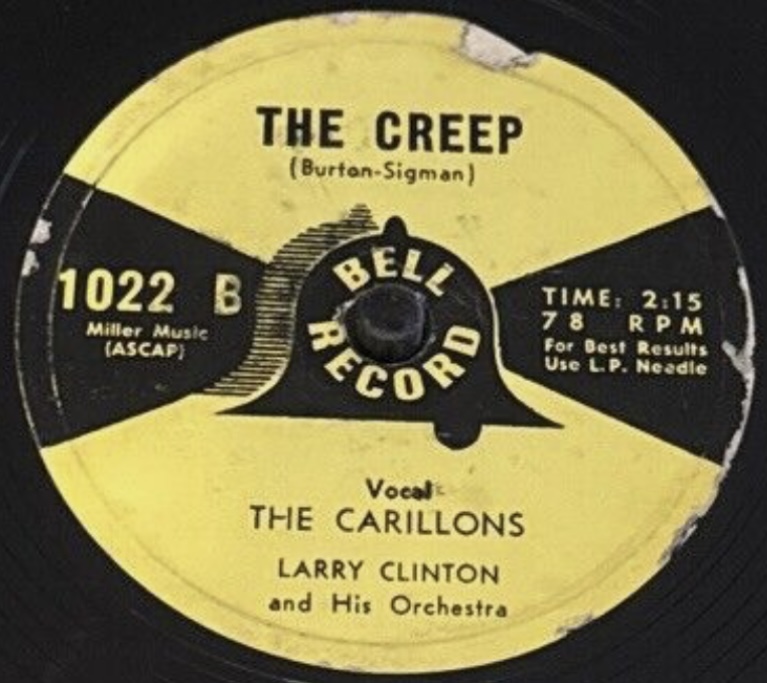 THE CREEP
(Burton-Sigman)
BELL
RECORD
1022 B
Miller Music
(ASCAP)
TIME: 2:15
78 RPM
For Best Results
Use L.P. Needle
Vocal
THE CARILLONS
LARRY CLINTON
and His Orchestra